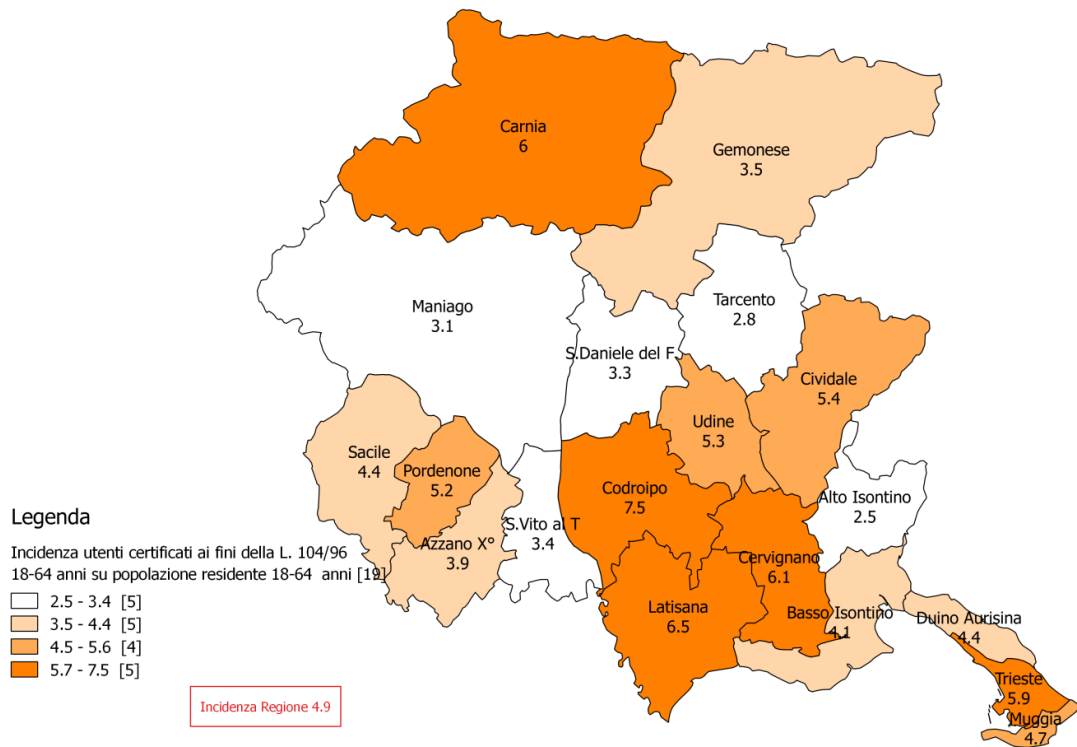 Carnia
6
Gemonese
3.5
Maniago
3.1
Tarcento
2.8
S.Daniele del F.
3.3
Cividale
5.4
Udine
5.3
Sacile
4.4
Pordenone
5.2
Codroipo
7.5
Alto Isontino
2.5
S.Vito al T
3.4
Azzano X°
3.9
Cervignano
6.1
Latisana
6.5
Basso Isontino
4.1
Duino Aurisina
4.4
Trieste
5.9
Muggia
4.7
Legenda
Incidenza utenti certificati ai fini della L. 104/96
18-64 anni su popolazione residente 18-64 anni [19]
2.5 - 3.4 [5]
3.5 - 4.4 [5]
4.5 - 5.6 [4]
5.7 - 7.5 [5]
Incidenza Regione 4.9